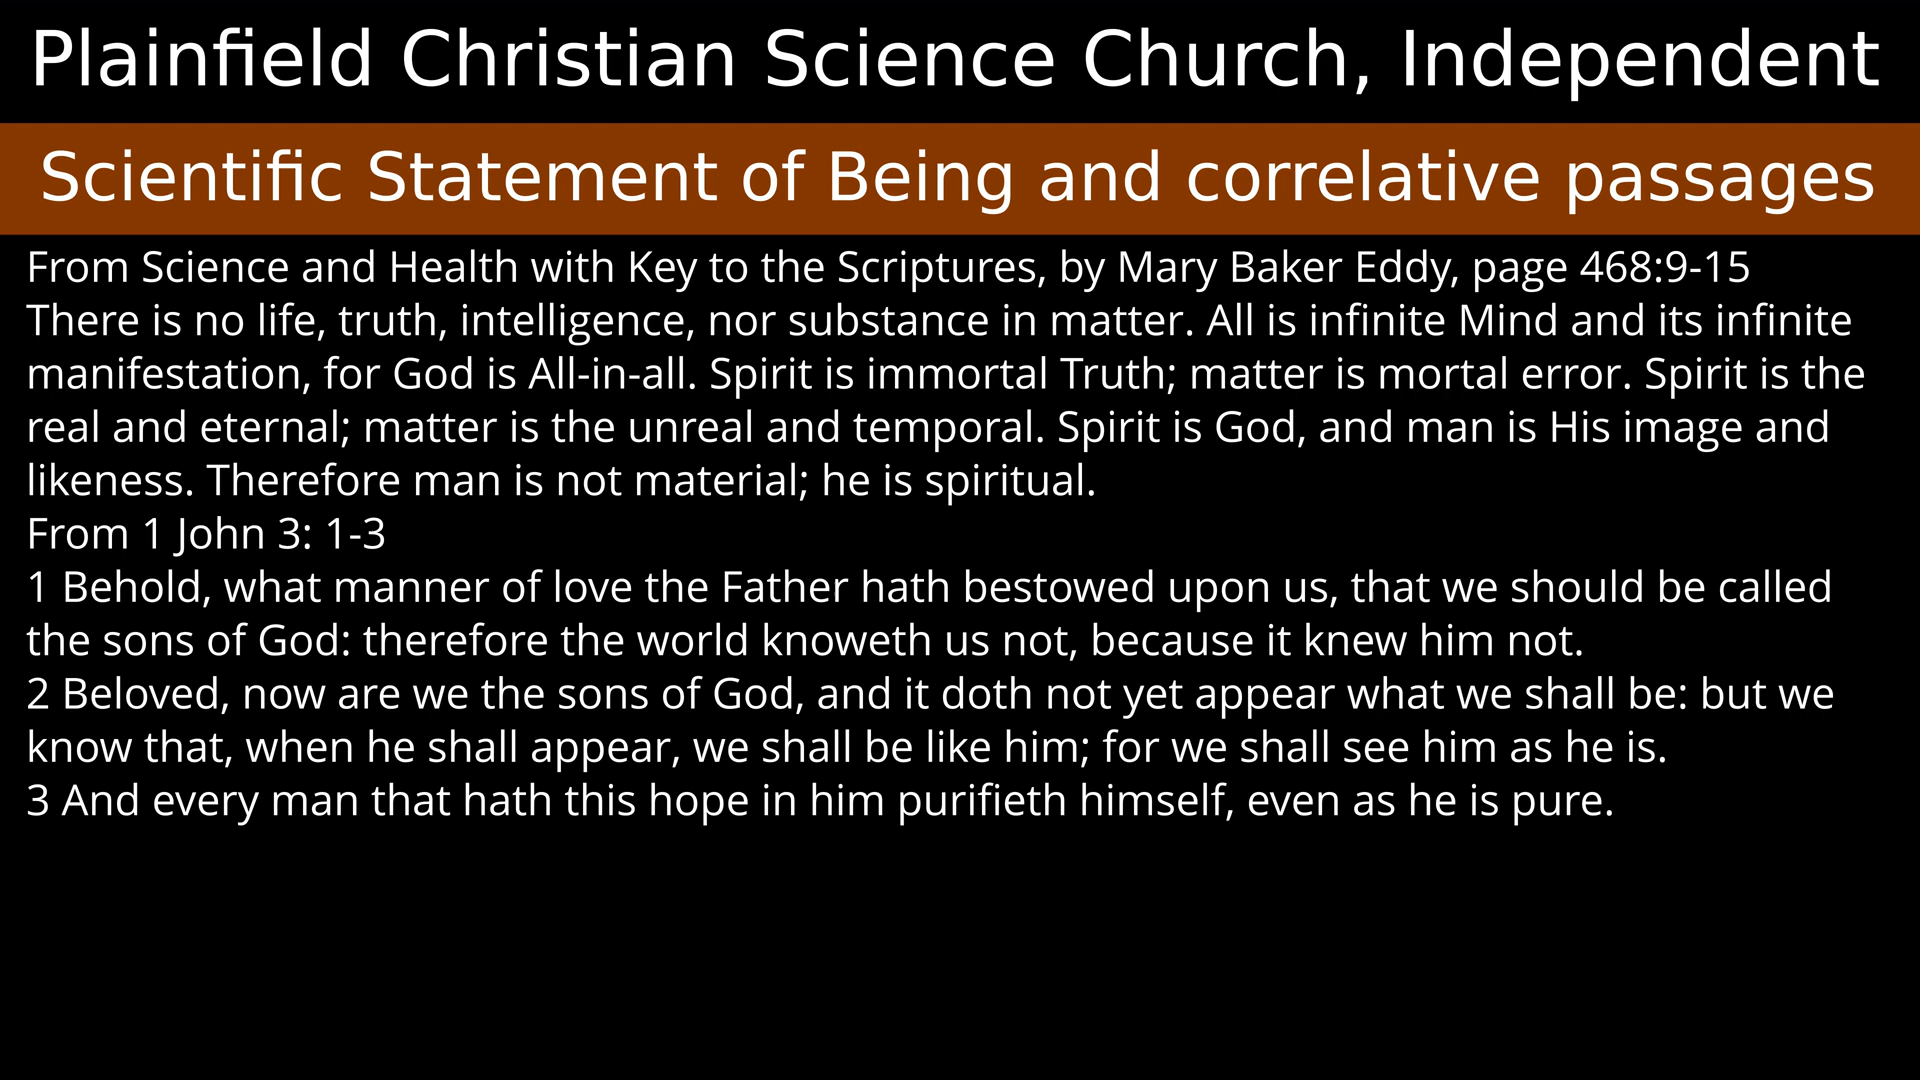 Plainfield Christian Science Church, Independent
Scientific Statement of Being and correlative passages
From Science and Health with Key to the Scriptures, by Mary Baker Eddy, page 468:9-15
There is no life, truth, intelligence, nor substance in matter. All is infinite Mind and its infinite
manifestation, for God is All-in-all. Spirit is immortal Truth; matter is mortal error. Spirit is the
real and eternal; matter is the unreal and temporal. Spirit is God, and man is His image and
likeness. Therefore man is not material; he is spiritual.
From 1 John 3: 1-3
1 Behold, what manner of love the Father hath bestowed upon us, that we should be called
the sons of God: therefore the world knoweth us not, because it knew him not.
2 Beloved, now are we the sons of God, and it doth not yet appear what we shall be: but we
know that, when he shall appear, we shall be like him; for we shall see him as he is.
3 And every man that hath this hope in him purifieth himself, even as he is pure.